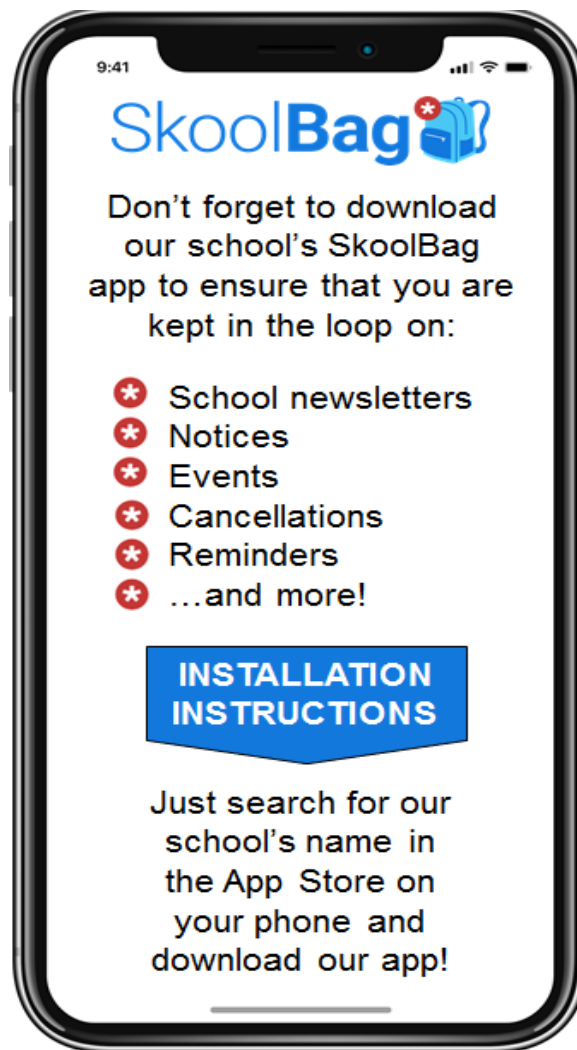 9:41
SkoolBag
Don’t forget to download
our school’s SkoolBag
app to ensure that you are
kept in the loop on:
School newsletters
Notices
Events
Cancellations
Reminders
…and more!
INSTALLATION
INSTRUCTIONS
Just search for our
school’s name in
the App Store on
your phone and
download our app!